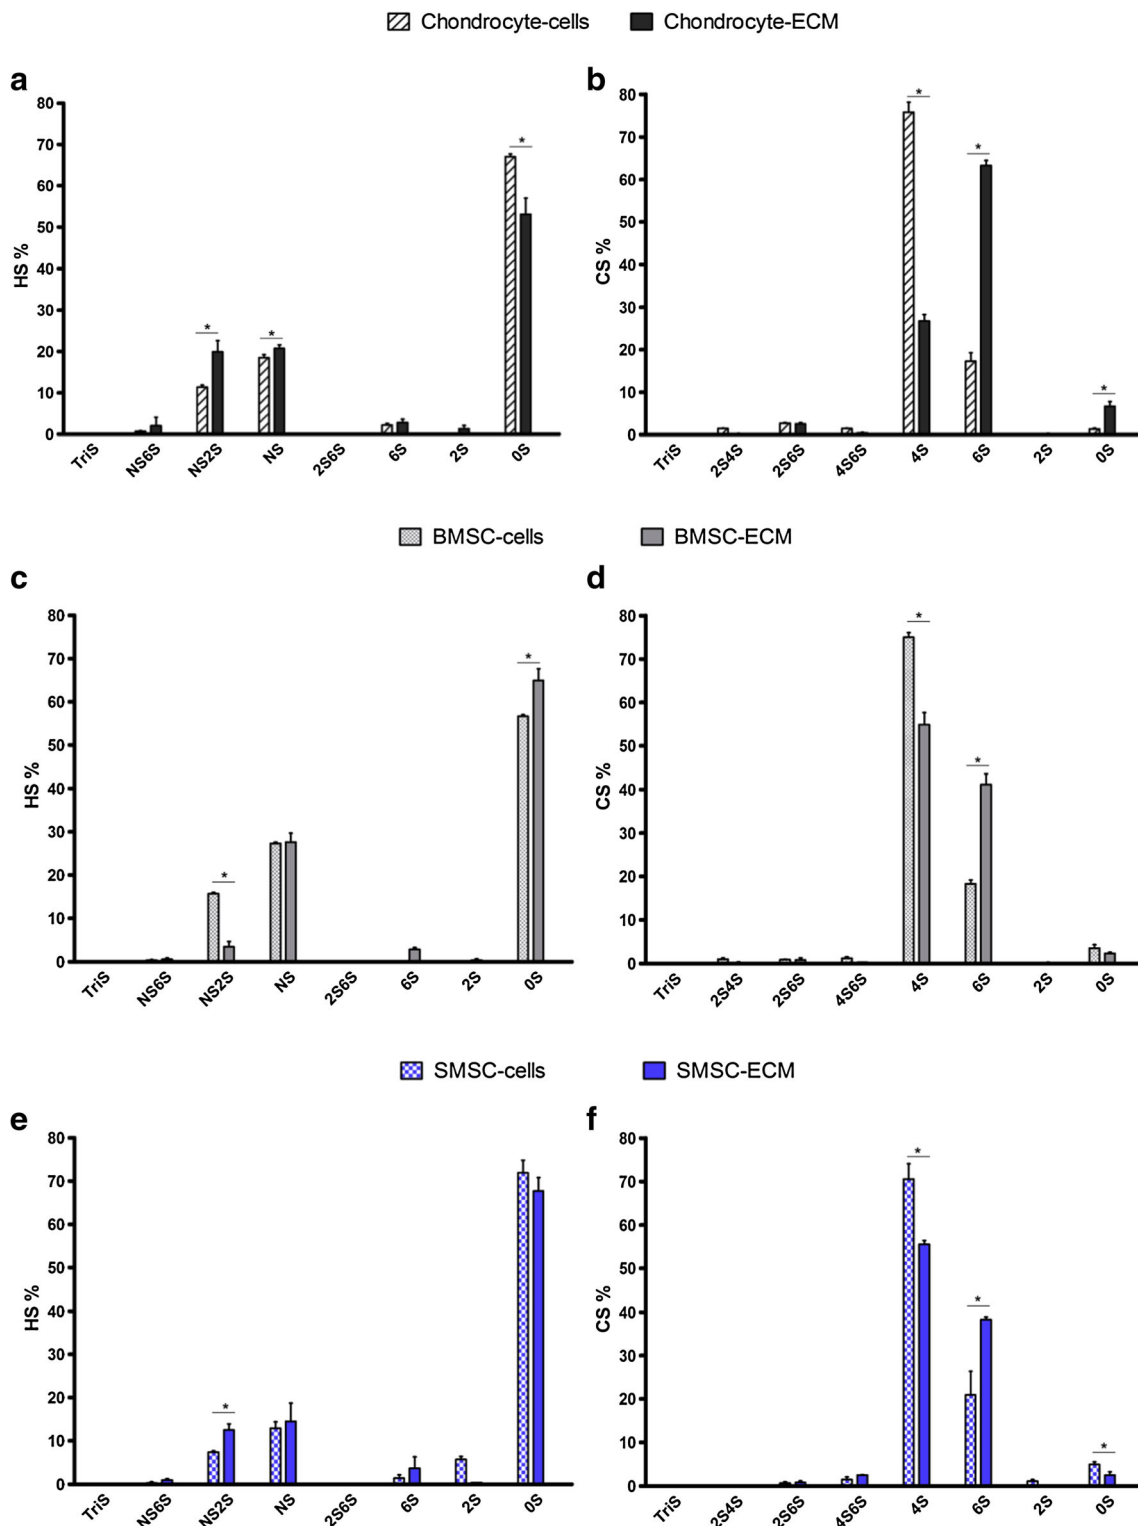 Chondrocyte-cells Chondrocyte-ECM
a b
80 80
70 70
60 60
50 50
40 40
30 30
20 20
10 10
0 0
HS % CS %
* * * * * *
TriS NS6S NS2S NS 2S6S 6S 2S 0S TriS 2S4S 2S6S 4S6S 4S 6S 2S 0S
BMSC-cells BMSC-ECM
c d
80 80
70 70
60 60
50 50
40 40
30 30
20 20
10 10
0 0
HS % CS %
* * * *
TriS NS6S NS2S NS 2S6S 6S 2S 0S TriS 2S4S 2S6S 4S6S 4S 6S 2S 0S
SMSC-cells SMSC-ECM
e f
80 80
70 70
60 60
50 50
40 40
30 30
20 20
10 10
0 0
HS % CS %
* * * *
TriS NS6S NS2S NS 2S6S 6S 2S 0S TriS 2S4S 2S6S 4S6S 4S 6S 2S 0S